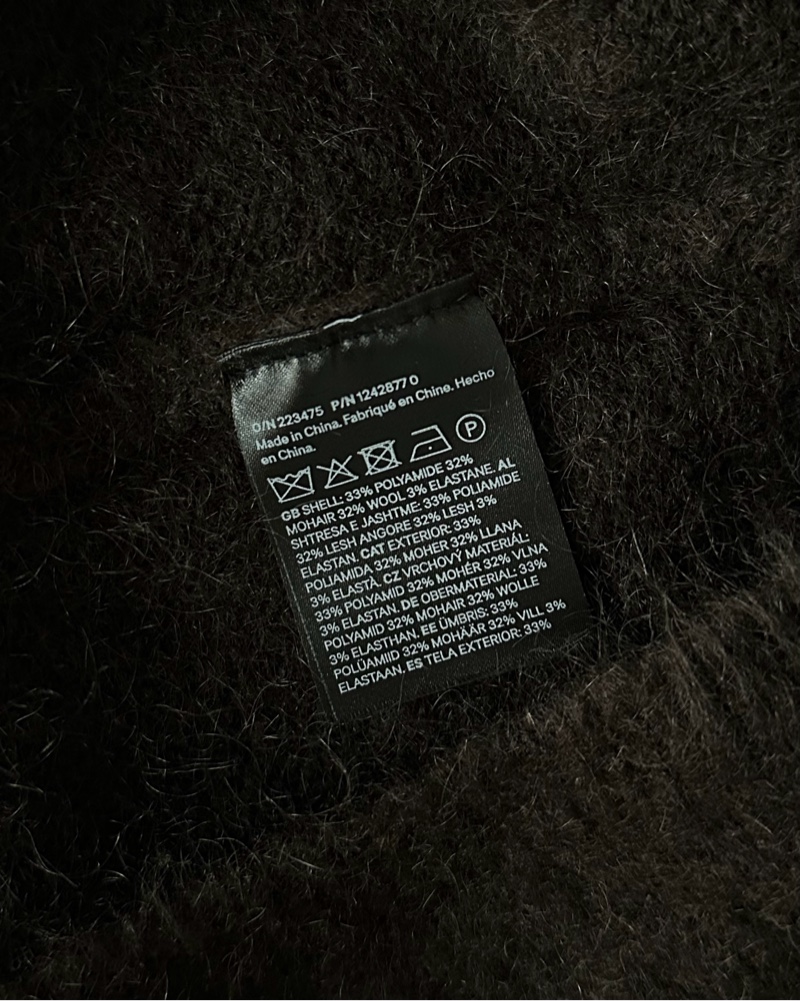 O/N 223475 P/N 1242877 0
Made in China. Fabriqué en Chine. Hecho
en China.
P
GB SHELL: 33% POLYAMIDE 32%
MOHAIR 32% WOOL 3% ELASTANE. AL
SHTRESA E JASHTME: 33% POLIAMIDE
32% LESH ANGORE 32% LESH 3%
ELASTAN. CAT EXTERIOR: 33%
POLIAMIDA 32% MOHER 32% LLANA
3% ELASTÀ. CZ VRCHOVÝ MATERIÁL:
33% POLYAMID 32% MOHÉR 32% VLNA
3% ELASTAN. DE OBERMATERIAL: 33%
POLYAMID 32% MOHAIR 32% WOLLE
3% ELASTHAN. EE ÜMBRIS: 33%
POLÜAMIID 32% MOHÄÄR 32% VILL 3%
ELASTAAN. ES TELA EXTERIOR: 33%